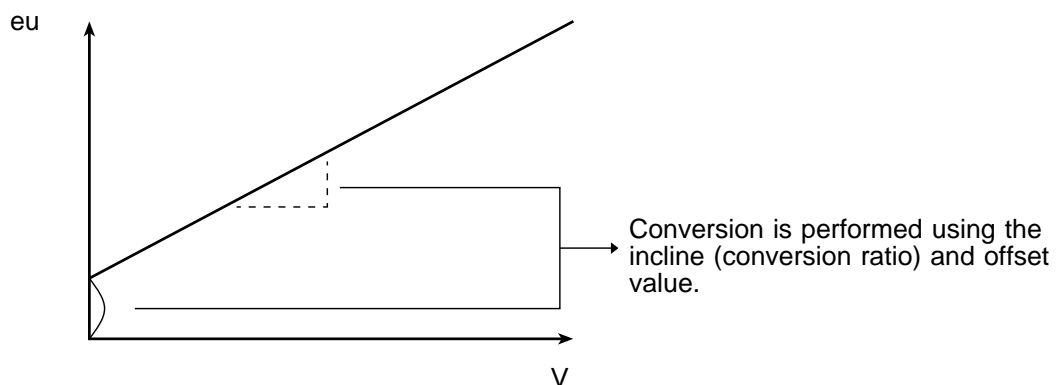 eu
Conversion is performed using the
incline (conversion ratio) and offset
value.
V